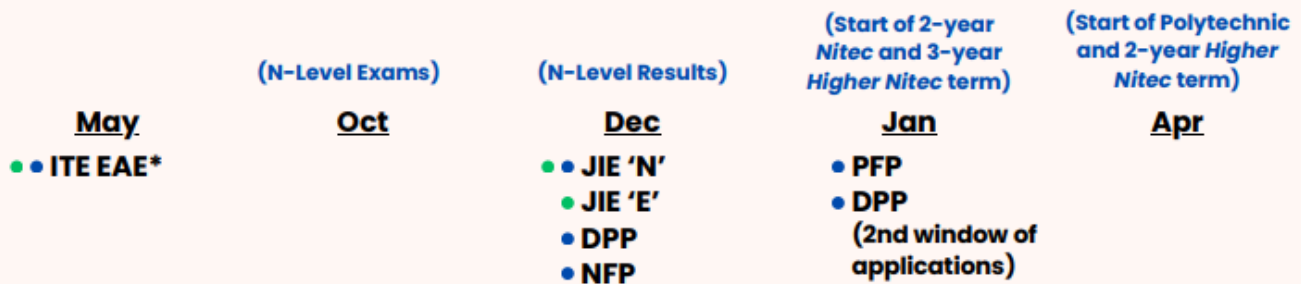 (N-Level Exams)
(N-Level Results)
(Start of 2-year
Nitec and 3-year
Higher Nitec term)
(Start of Polytechnic
and 2-year Higher
Nitec term)
May
Oct
Dec
Jan
Apr
ITE EAE*
JIE ‘N’
JIE ‘E’
DPP
NFP
PFP
DPP
(2nd window of
applications)